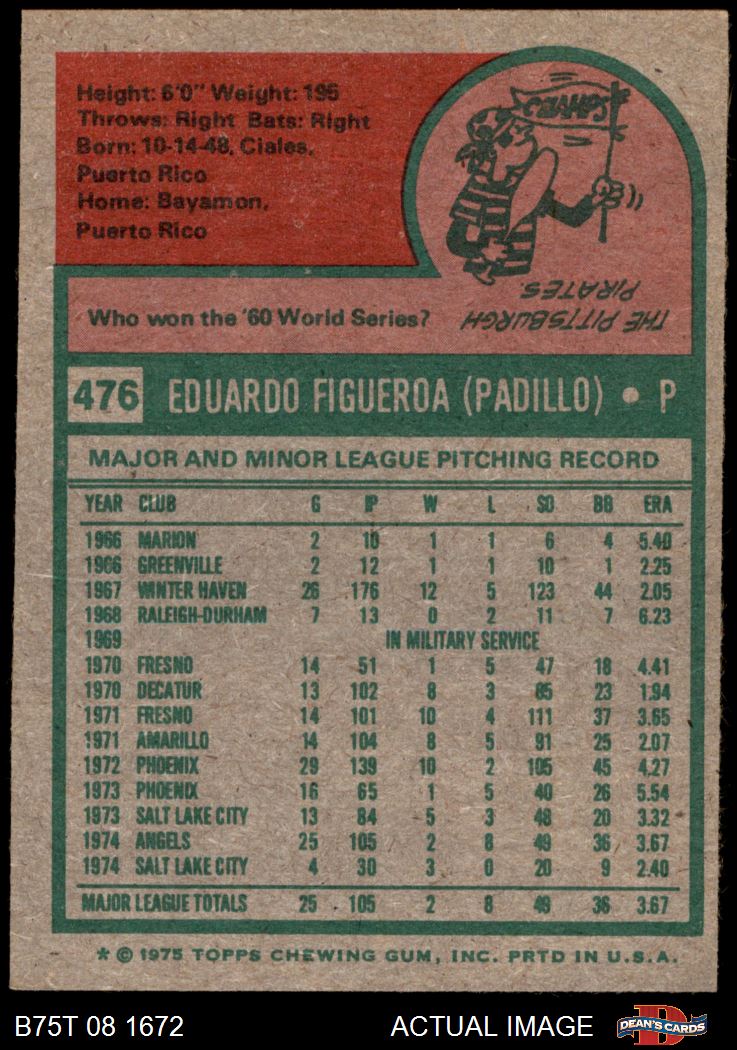 Height: 6'0" Weight: 195
Throws: Right Bats: Right
Born: 10-14-48, Ciales,
Puerto Rico
Home: Bayamon,
Puerto Rico
CHAMPS
Who won the '60 World Series?
THE PITTSBURGH
PIRATES.
476 EDUARDO FIGUEROA (PADILLO) • P
MAJOR AND MINOR LEAGUE PITCHING RECORD
YEAR CLUB G IP W L SO BB ERA
1966 MARION 2 10 1 1 6 4 5.40
1966 GREENVILLE 2 12 1 1 10 1 2.25
1967 WINTER HAVEN 26 176 12 5 123 44 2.05
1968 RALEIGH-DURHAM 7 13 0 2 11 7 6.23
1969 IN MILITARY SERVICE
1970 FRESNO 14 51 1 5 47 18 4.41
1970 DECATUR 13 102 8 3 85 23 1.94
1971 FRESNO 14 101 10 4 111 37 3.65
1971 AMARILLO 14 104 8 5 91 25 2.07
1972 PHOENIX 29 139 10 2 105 45 4.27
1973 PHOENIX 16 65 1 5 40 26 5.54
1973 SALT LAKE CITY 13 84 5 3 48 20 3.32
1974 ANGELS 25 105 2 8 49 36 3.67
1974 SALT LAKE CITY 4 30 3 0 20 9 2.40
MAJOR LEAGUE TOTALS 25 105 2 8 49 36 3.67
* © 1975 TOPPS CHEWING GUM, INC. PRTD IN U.S.A.
B75T 08 1672 ACTUAL IMAGE D DEAN'S CARDS